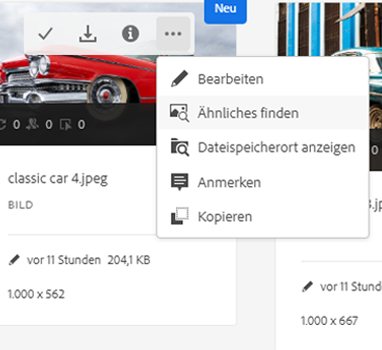 Neu
0 0 0
Bearbeiten
Ähnliches finden
Dateispeicherort anzeigen
Anmerken
Kopieren
classic car 4.jpeg
BILD
vor 11 Stunden 204,1 KB
1.000 x 562
vor 11 Stund
1.000 x 667